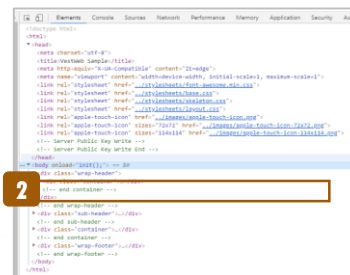 Elements Console Sources Network Performance Memory Application Security Au
<!doctype html>
<html>
▼<head>
<meta charset="utf-8">
<title>VestWeb Sample</title>
<meta http-equiv="X-UA-Compatible" content="IE=edge">
<meta name="viewport" content="width=device-width, initial-scale=1, maximum-scale=1">
<link rel="stylesheet" href="../stylesheets/font-awesome.min.css">
<link rel="stylesheet" href="../stylesheets/base.css">
<link rel="stylesheet" href="../stylesheets/skeleton.css">
<link rel="stylesheet" href="../stylesheets/layout.css">
<link rel="apple-touch-icon" href="../images/apple-touch-icon.png">
<link rel="apple-touch-icon" sizes="72x72" href="../images/apple-touch-icon-72x72.png">
<link rel="apple-touch-icon" sizes="114x114" href="../images/apple-touch-icon-114x114.png">
<!-- Server Public Key Write -->
<!-- Server Public Key Write End -->
</head>
▼<body onload="init();"> == $0
<div class="wrap-header">
2
<!-- end container -->
</div>
<!-- end wrap-header -->
▶<div class="sub-header">…</div>
<!-- end sub-header -->
▶<div class="container">…</div>
<!-- end container -->
▶<div class="wrap-footer">…</div>
<!-- end wrap-footer -->
</body>
</html>